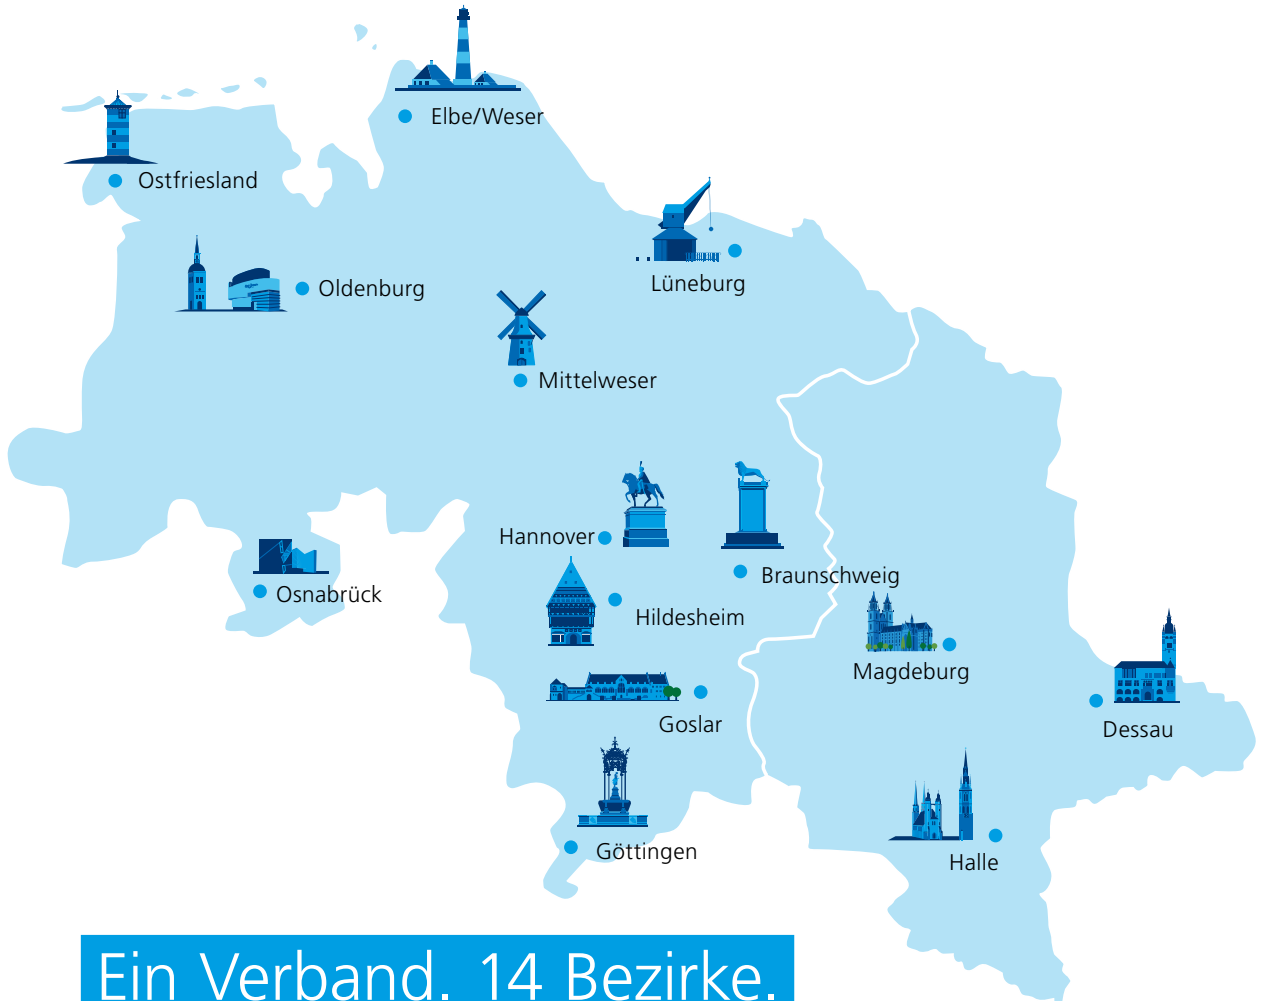 Elbe/Weser
Ostfriesland
Lüneburg
Oldenburg
Mittelweser
Hannover
Braunschweig
Osnabrück
Hildesheim
Magdeburg
Goslar
Dessau
Göttingen
Halle
Ein Verband. 14 Bezirke.